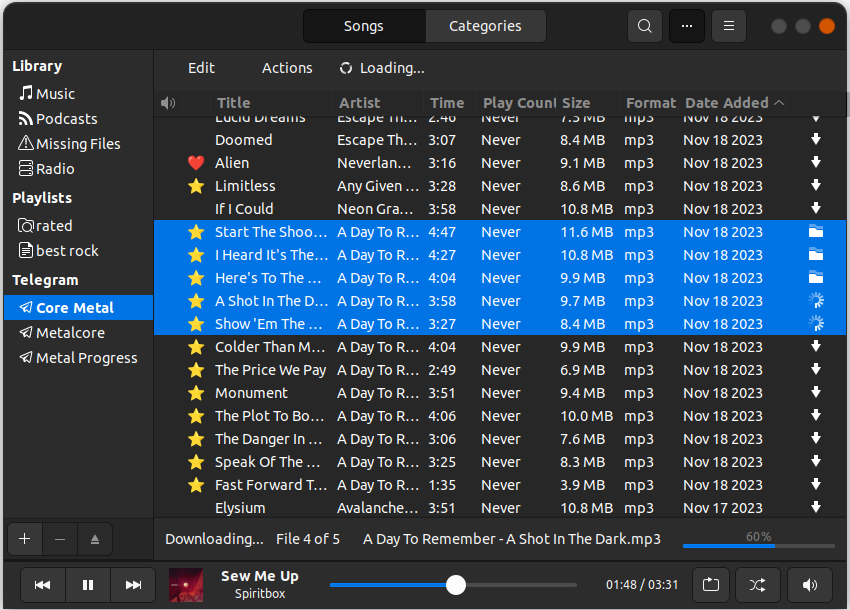 Songs Categories
Library
Music
Podcasts
Missing Files
Radio
Playlists
rated
best rock
Telegram
Core Metal
Metalcore
Metal Progress
Edit Actions Loading...
Title Artist Time Play Count Size Format Date Added
Lucid Dreams Escape Th... 2:46 Never 7.5 MB mp3 Nov 18 2023
Doomed Escape Th... 3:07 Never 8.4 MB mp3 Nov 18 2023
Alien Neverlan... 3:16 Never 9.1 MB mp3 Nov 18 2023
Limitless Any Given ... 3:28 Never 8.6 MB mp3 Nov 18 2023
If I Could Neon Gra... 3:58 Never 10.8 MB mp3 Nov 18 2023
Start The Shoo... A Day To R... 4:47 Never 11.6 MB mp3 Nov 18 2023
I Heard It's The... A Day To R... 4:27 Never 10.8 MB mp3 Nov 18 2023
Here's To The ... A Day To R... 4:04 Never 9.9 MB mp3 Nov 18 2023
A Shot In The D... A Day To R... 3:58 Never 9.7 MB mp3 Nov 18 2023
Show 'Em The ... A Day To R... 3:27 Never 8.4 MB mp3 Nov 18 2023
Colder Than M... A Day To R... 4:04 Never 9.9 MB mp3 Nov 18 2023
The Price We Pay A Day To R... 2:49 Never 6.9 MB mp3 Nov 18 2023
Monument A Day To R... 3:51 Never 9.4 MB mp3 Nov 18 2023
The Plot To Bo... A Day To R... 4:06 Never 10.0 MB mp3 Nov 18 2023
The Danger In ... A Day To R... 3:06 Never 7.6 MB mp3 Nov 18 2023
Speak Of The ... A Day To R... 3:25 Never 8.3 MB mp3 Nov 18 2023
Fast Forward T... A Day To R... 1:35 Never 3.9 MB mp3 Nov 18 2023
Elysium Avalanche... 3:51 Never 10.8 MB mp3 Nov 17 2023
Downloading... File 4 of 5 A Day To Remember - A Shot In The Dark.mp3 60%
Sew Me Up
Spiritbox
01:48 / 03:31